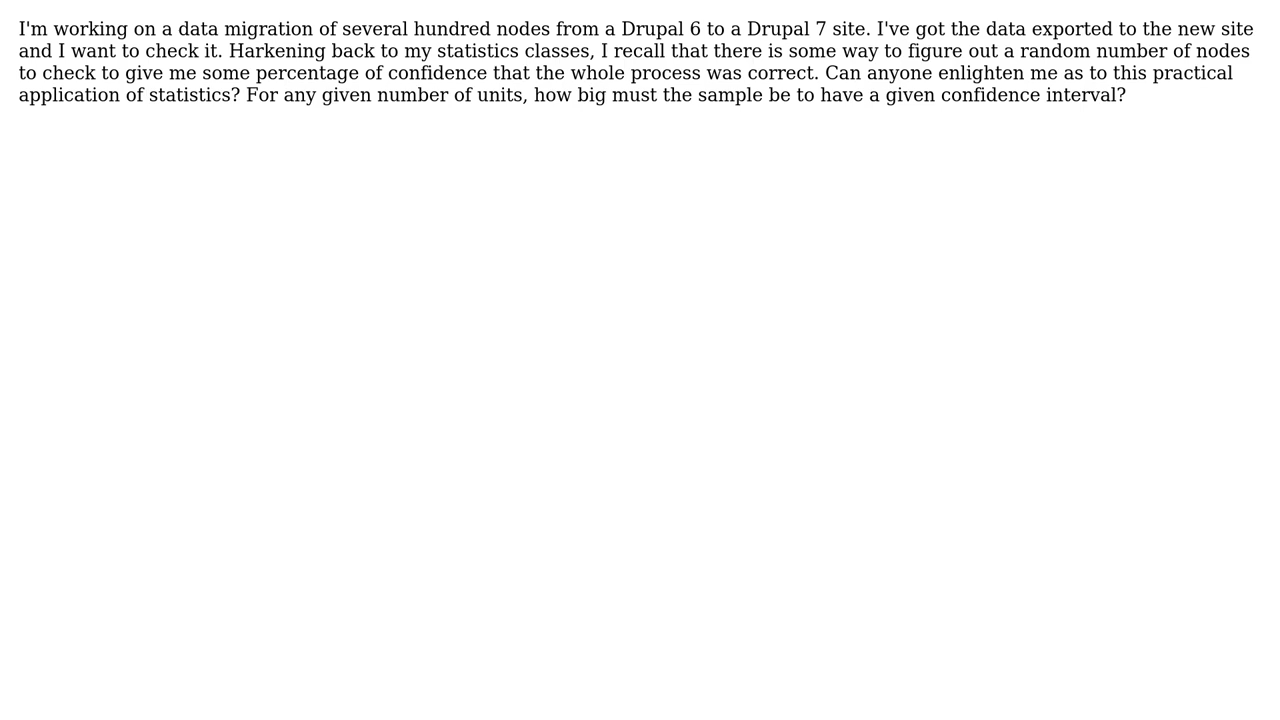 I'm working on a data migration of several hundred nodes from a Drupal 6 to a Drupal 7 site. I've got the data exported to the new site
and I want to check it. Harkening back to my statistics classes, I recall that there is some way to figure out a random number of nodes
to check to give me some percentage of confidence that the whole process was correct. Can anyone enlighten me as to this practical
application of statistics? For any given number of units, how big must the sample be to have a given confidence interval?